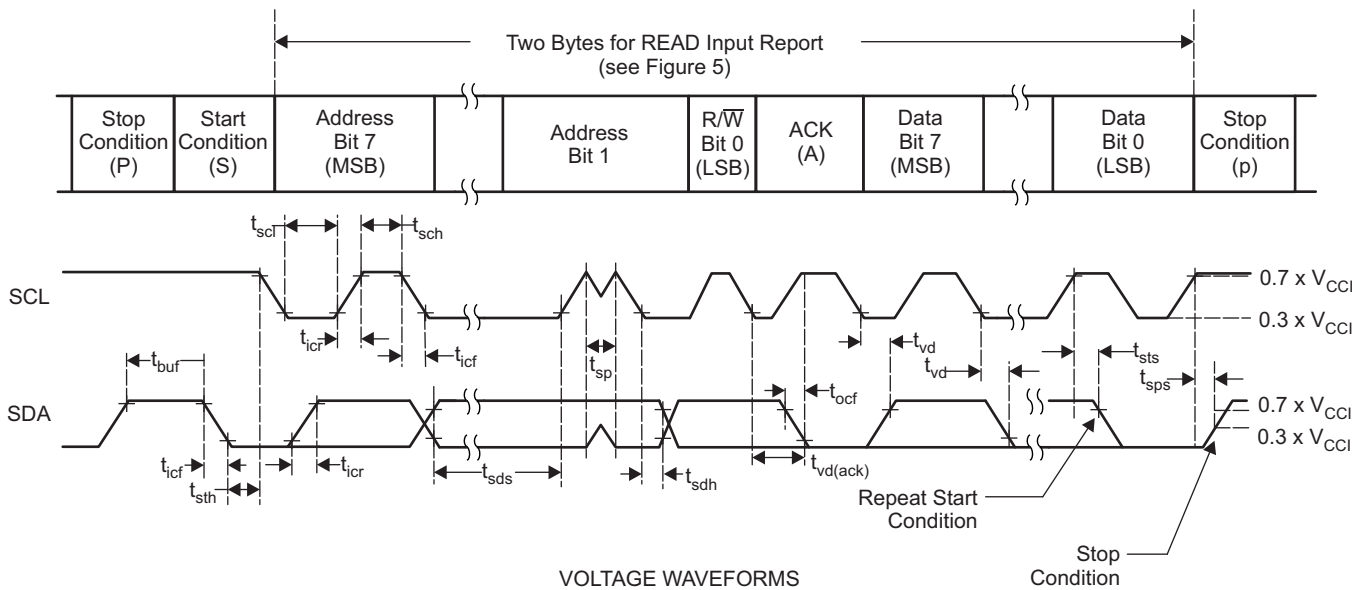 Two Bytes for READ Input Report
(see Figure 5)
Stop
Condition
(P)
Start
Condition
(S)
Address
Bit 7
(MSB)
Address
Bit 1
R/W̅
Bit 0
(LSB)
ACK
(A)
Data
Bit 7
(MSB)
Data
Bit 0
(LSB)
Stop
Condition
(p)
tscl
tsch
SCL
0.7 x VCCI
0.3 x VCCI
ticr
ticf
tsp
tvd
tvd
tsts
tsps
tbuf
tocf
SDA
0.7 x VCCI
0.3 x VCCI
ticf
ticr
tsth
tsds
tsdh
tvd(ack)
Repeat Start
Condition
Stop
Condition
VOLTAGE WAVEFORMS